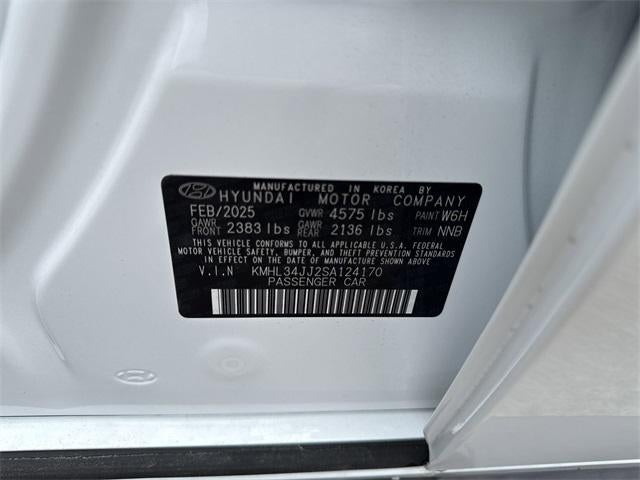 MANUFACTURED IN KOREA BY
HYUNDAI MOTOR COMPANY
FEB/2025 GVWR 4575 lbs PAINT W6H
GAWR FRONT 2383 lbs GAWR REAR 2136 lbs TRIM NNB
THIS VEHICLE CONFORMS TO ALL APPLICABLE U.S.A. FEDERAL
MOTOR VEHICLE SAFETY, BUMPER, AND THEFT PREVENTION STANDARDS
IN EFFECT ON THE DATE OF MANUFACTURE SHOWN ABOVE
V.I.N KMHL34JJ2SA124170
PASSENGER CAR